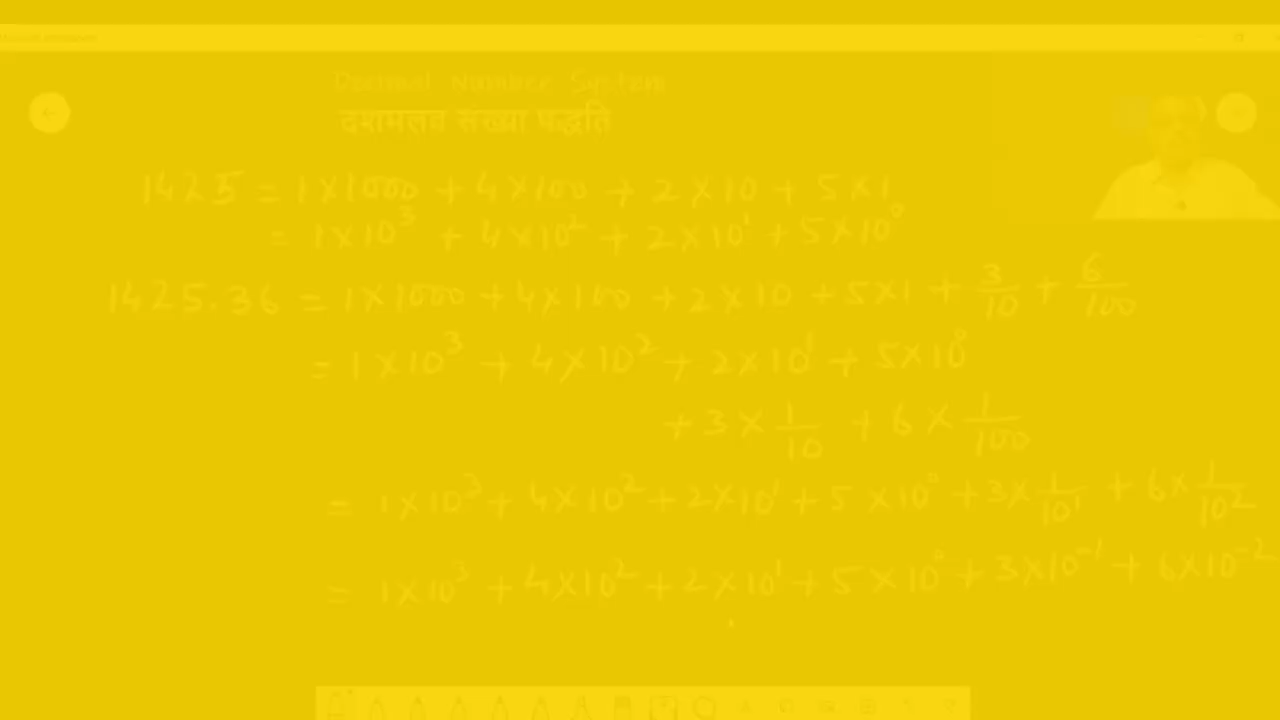 Decimal Number System
दशमलव संख्या पद्धति
1425 = 1 × 1000 + 4 × 100 + 2 × 10 + 5 × 1
= 1 × 10³ + 4 × 10² + 2 × 10¹ + 5 × 10⁰
1425.36 = 1 × 1000 + 4 × 100 + 2 × 10 + 5 × 1 + 3/10 + 6/100
= 1 × 10³ + 4 × 10² + 2 × 10¹ + 5 × 10⁰
+ 3 × 1/10 + 6 × 1/100
= 1 × 10³ + 4 × 10² + 2 × 10¹ + 5 × 10⁰ + 3 × 1/10¹ + 6 × 1/10²
= 1 × 10³ + 4 × 10² + 2 × 10¹ + 5 × 10⁰ + 3 × 10⁻¹ + 6 × 10⁻²